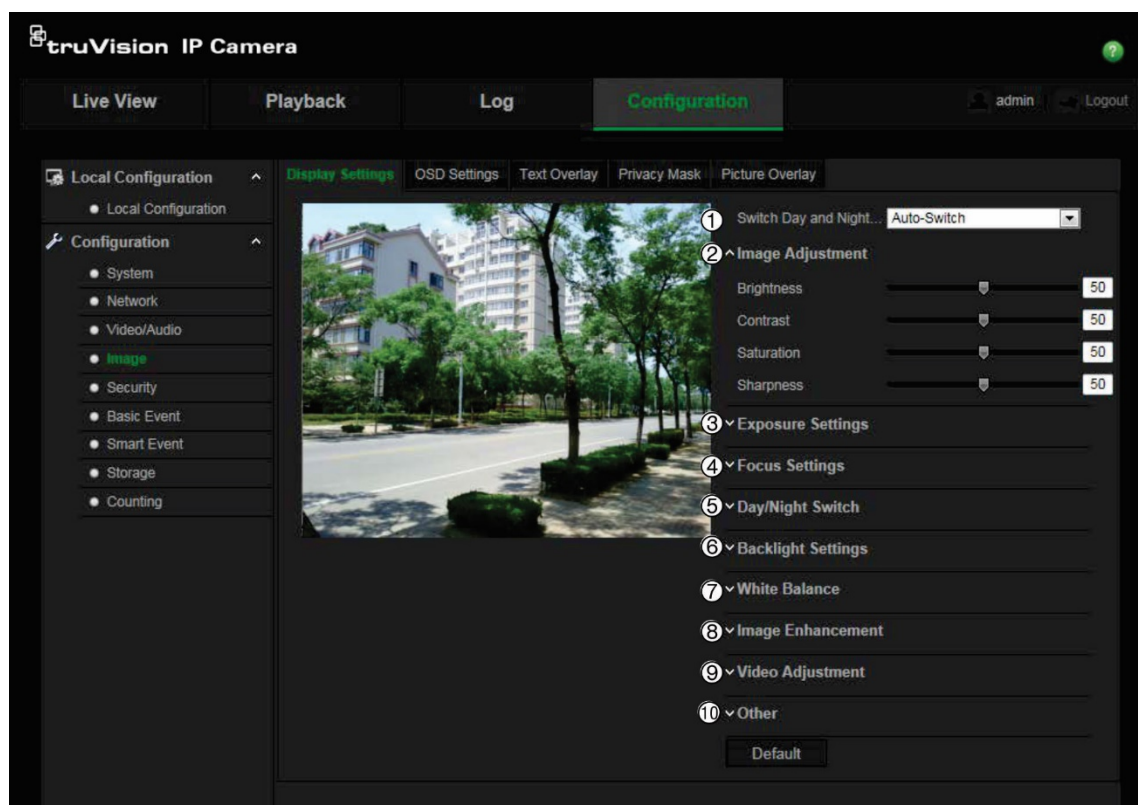 truVision IP Camera
?
Live View Playback Log Configuration admin Logout
Local Configuration
Local Configuration
Configuration
System
Network
Video/Audio
Image
Security
Basic Event
Smart Event
Storage
Counting
Display Settings OSD Settings Text Overlay Privacy Mask Picture Overlay
1 Switch Day and Night... Auto-Switch
2 Image Adjustment
Brightness 50
Contrast 50
Saturation 50
Sharpness 50
3 Exposure Settings
4 Focus Settings
5 Day/Night Switch
6 Backlight Settings
7 White Balance
8 Image Enhancement
9 Video Adjustment
10 Other
Default